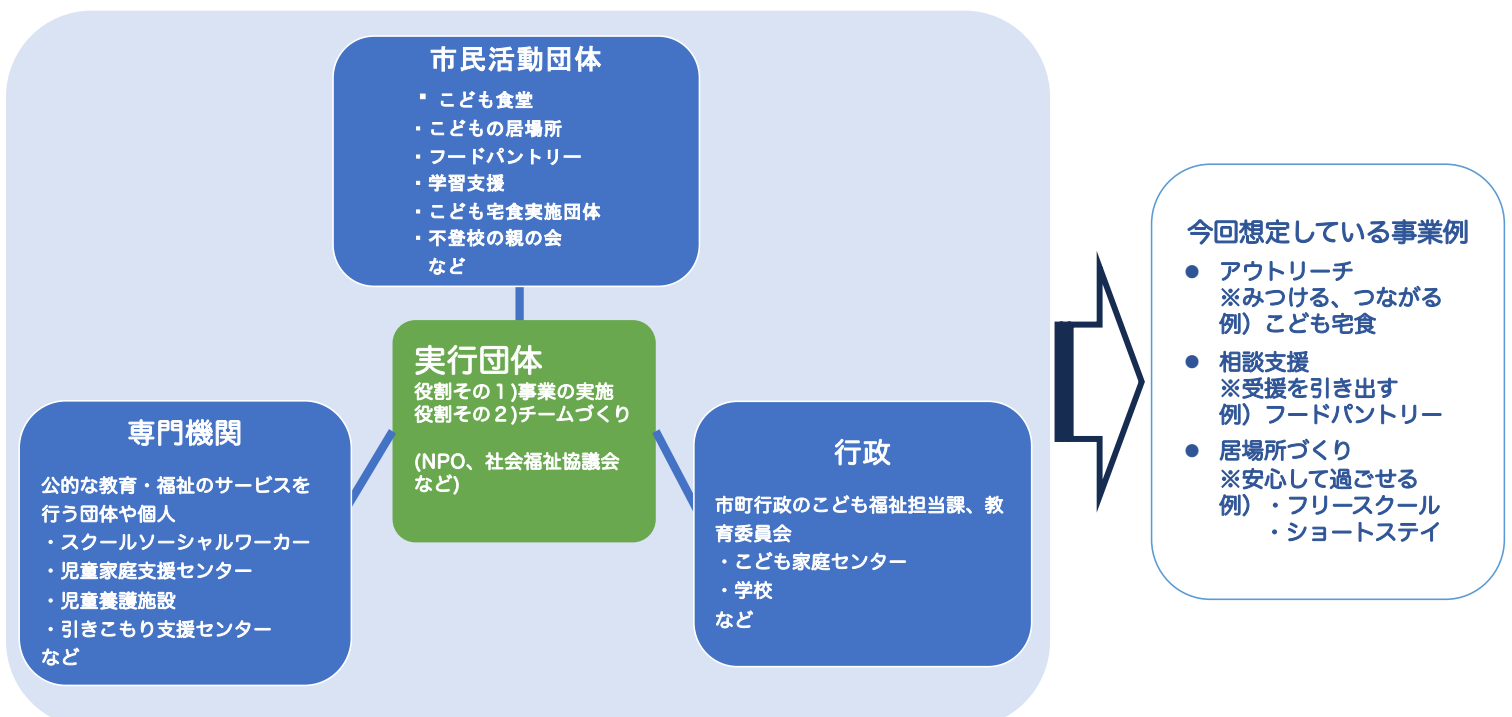 市民活動団体
▪ こども食堂
▪こどもの居場所
▪フードパントリー
▪学習支援
▪こども宅食実施団体
▪不登校の親の会
など
実行団体
役割その１)事業の実施
役割その２)チームづくり
(NPO、社会福祉協議会
など)
専門機関
公的な教育・福祉のサービスを
行う団体や個人
・スクールソーシャルワーカー
・児童家庭支援センター
・児童養護施設
・引きこもり支援センター
など
行政
市町行政のこども福祉担当課、教
育委員会
・こども家庭センター
・学校
など
今回想定している事業例
● アウトリーチ
※みつける、つながる
例）こども宅食
● 相談支援
※受援を引き出す
例）フードパントリー
● 居場所づくり
※安心して過ごせる
例）・フリースクール
・ショートステイ